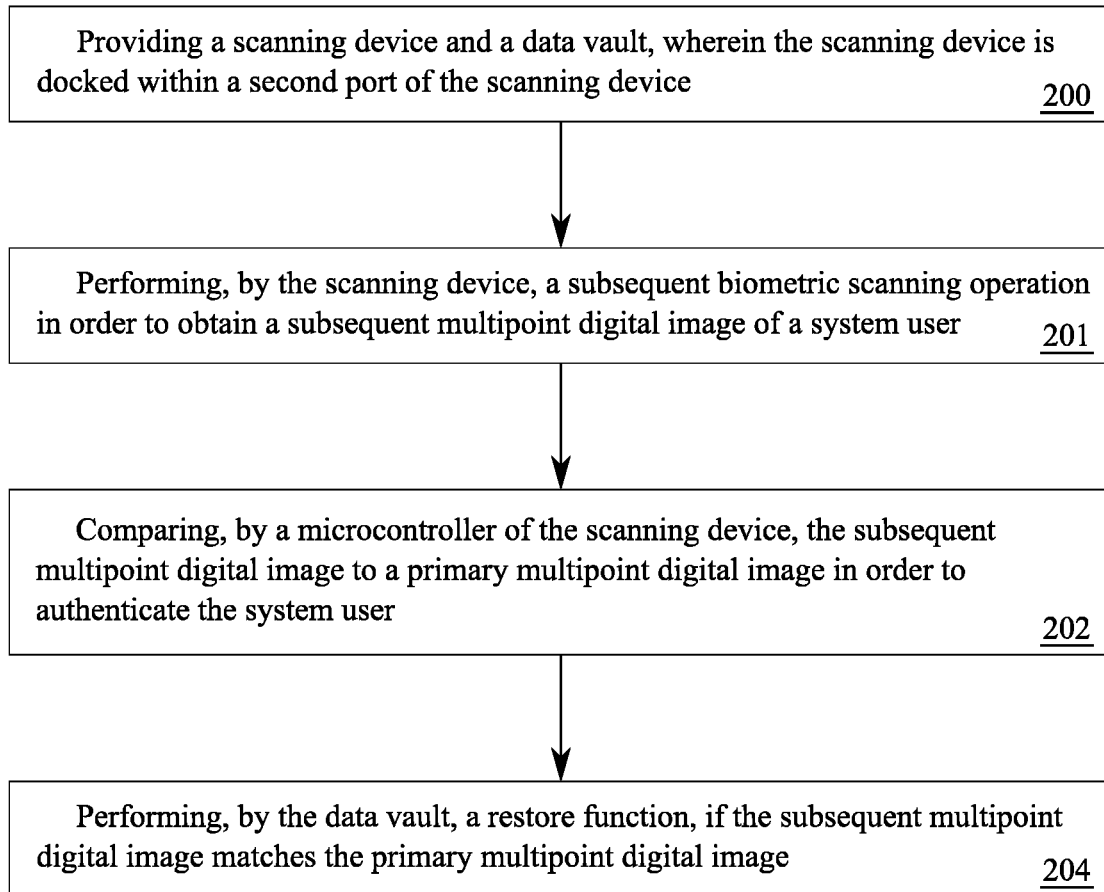 Providing a scanning device and a data vault, wherein the scanning device is
docked within a second port of the scanning device
200
Performing, by the scanning device, a subsequent biometric scanning operation
in order to obtain a subsequent multipoint digital image of a system user
201
Comparing, by a microcontroller of the scanning device, the subsequent
multipoint digital image to a primary multipoint digital image in order to
authenticate the system user
202
Performing, by the data vault, a restore function, if the subsequent multipoint
digital image matches the primary multipoint digital image
204